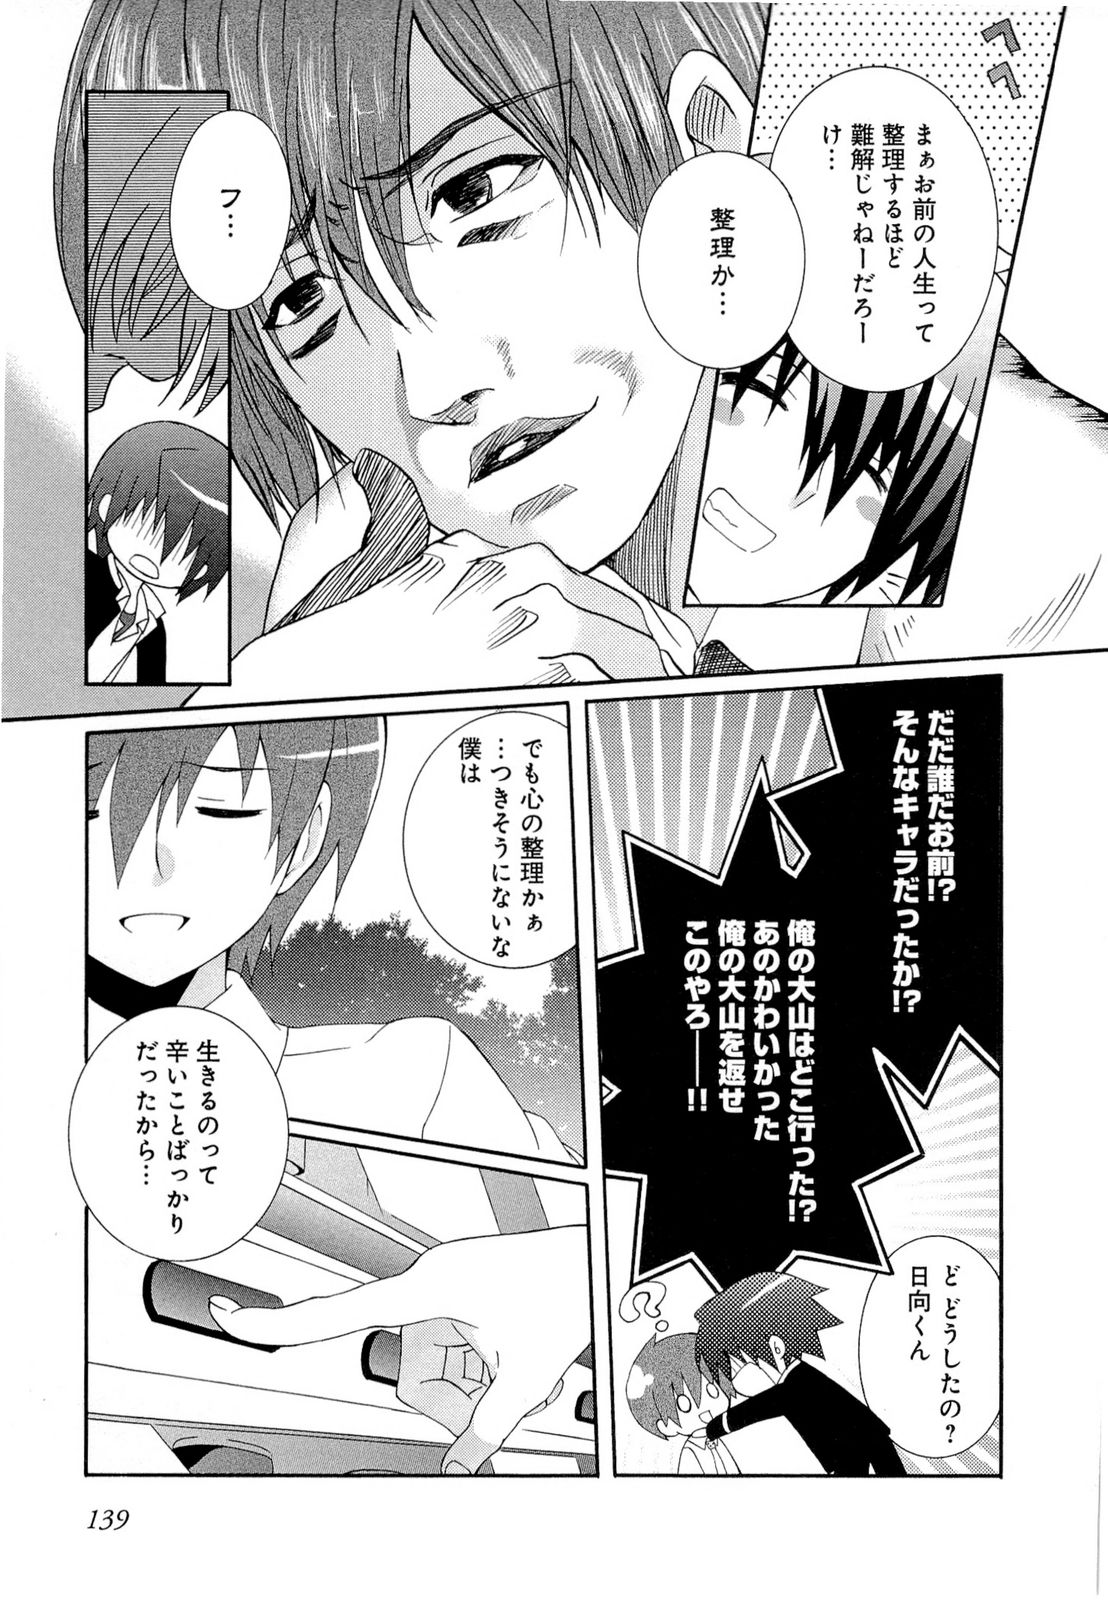 へへ
まぁお前の人生って
整理するほど
難解じゃねーだろー
け…
整理か…
フ…
だだ誰だお前!?
そんなキャラだったか!?
俺の大山はどこ行った!?
あのかわいかった
俺の大山を返せ
このやろ――!!
ど どうしたの?
日向くん
でも心の整理かぁ
…つきそうにないな
僕は
生きるのって
辛いことばっかり
だったから…
139